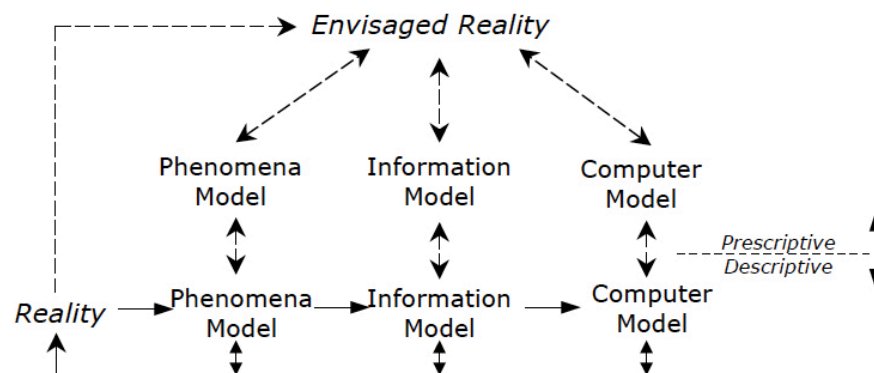 Envisaged Reality
Phenomena Information Computer
Model Model Model
Prescriptive
Descriptive
Reality Phenomena Information Computer
Model Model Model